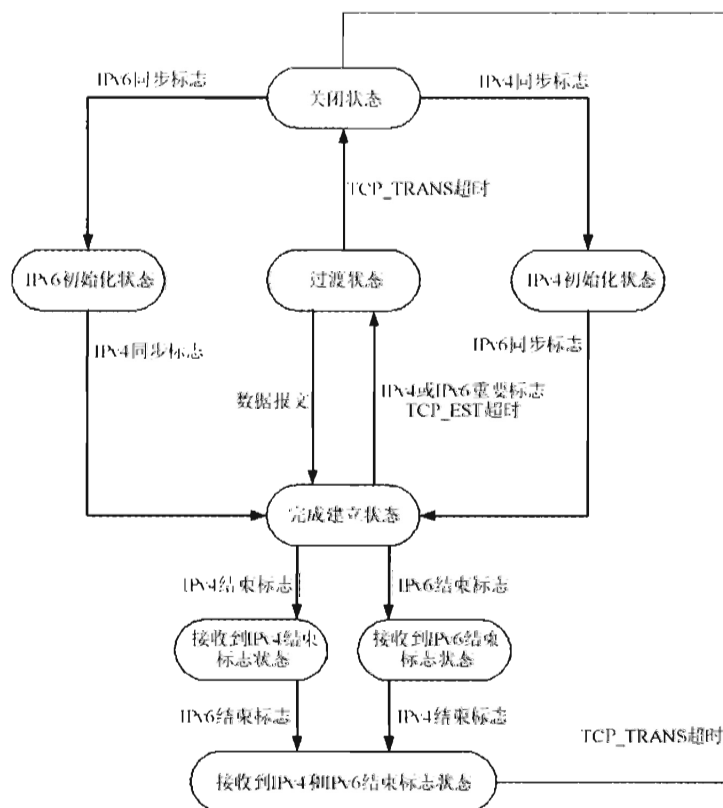 IPv6同步标志
IPv4同步标志
关闭状态
TCP_TRANS超时
IPv6初始化状态
过渡状态
IPv4初始化状态
IPv4同步标志
IPv6同步标志
数据报文
IPv4或IPv6重要标志
TCP_EST超时
完成建立状态
IPv4结束标志
IPv6结束标志
接收到IPv4结束
标志状态
接收到IPv6结束
标志状态
IPv6结束标志
IPv4结束标志
TCP_TRANS超时
接收到IPv4和IPv6结束标志状态